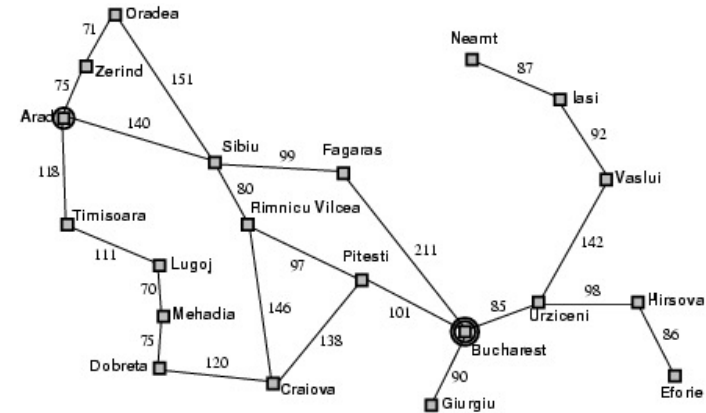 Oradea
71
Neamt
Zerind
87
75
151
Iasi
Arad
140
92
Sibiu
99
Fagaras
118
80
Vaslui
Timisoara
Rimnicu Vilcea
111
Lugoj
97
Pitesti
211
142
70
98
Hirsova
Mehadia
146
101
85
Urziceni
75
138
86
Bucharest
Dobreta
120
90
Craiova
Eforie
Giurgiu